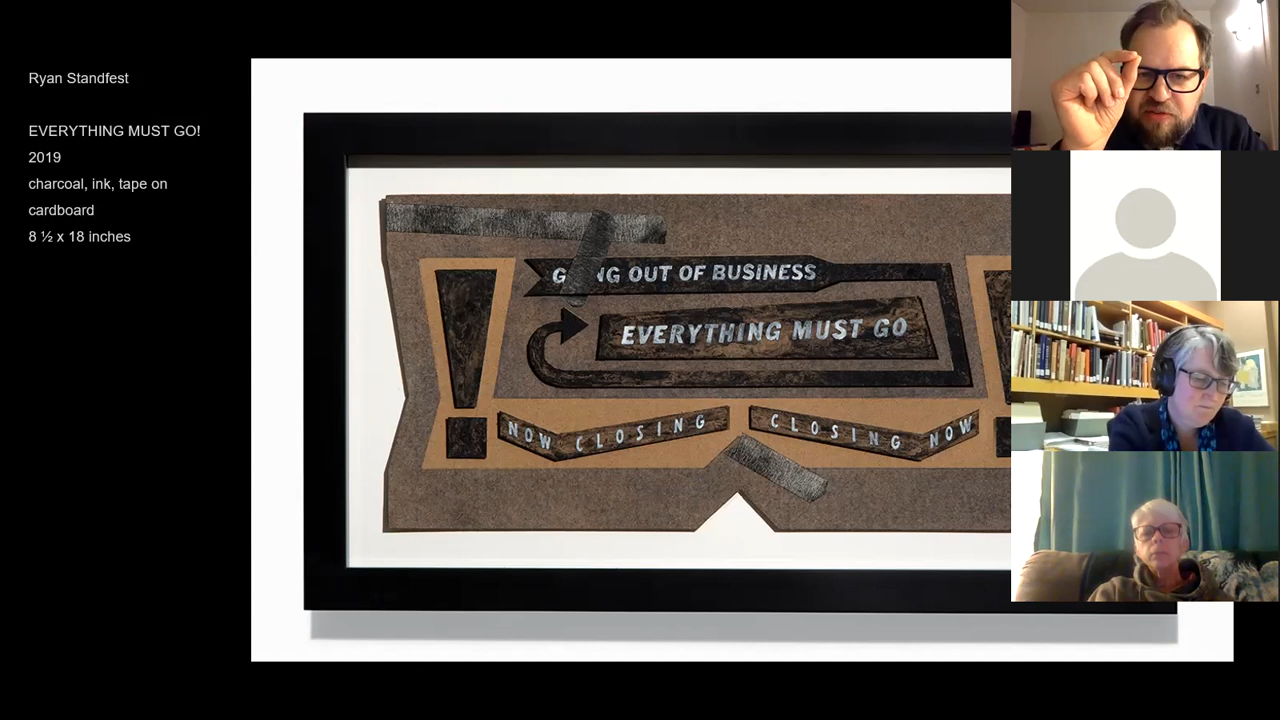 Ryan Standfest
EVERYTHING MUST GO!
2019
charcoal, ink, tape on
cardboard
8 ½ x 18 inches
G NG OUT OF BUSINESS
EVERYTHING MUST GO
NOW CLOSING
CLOSING NOW